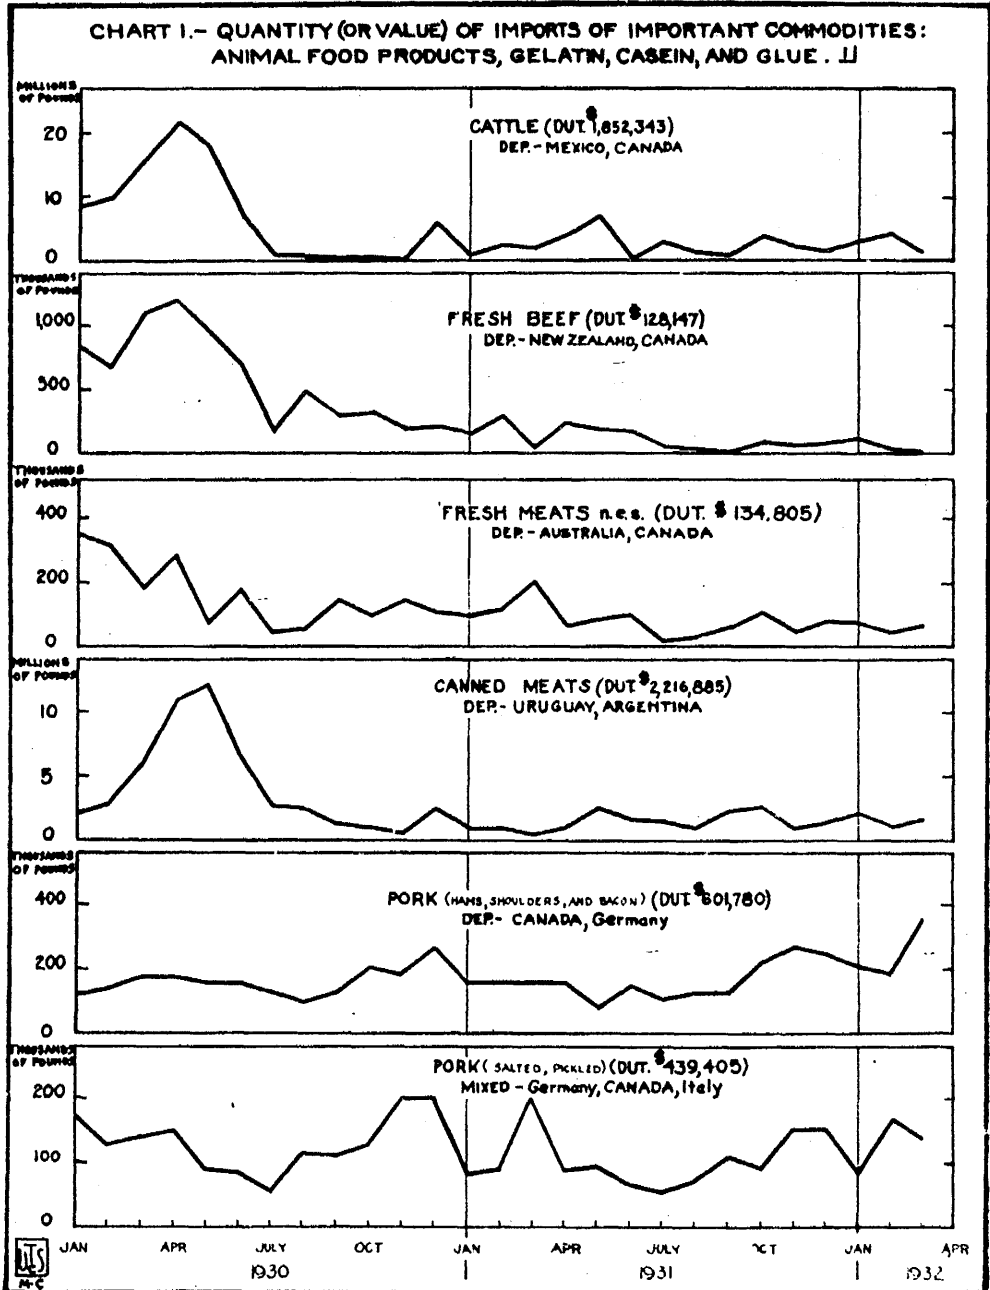 CHART 1.- QUANTITY (OR VALUE) OF IMPORTS OF IMPORTANT COMMODITIES:
ANIMAL FOOD PRODUCTS, GELATIN, CASEIN, AND GLUE. 1/
MILLIONS
OF POUNDS
20
10
0
CATTLE (DUT. $1,852,343)
DEP.- MEXICO, CANADA
THOUSANDS
OF POUNDS
1,000
500
0
FRESH BEEF (DUT. $128,147)
DEP.- NEW ZEALAND, CANADA
THOUSANDS
OF POUNDS
400
200
0
FRESH MEATS n.e.s. (DUT. $134,805)
DEP.- AUSTRALIA, CANADA
MILLIONS
OF POUNDS
10
5
0
CANNED MEATS (DUT. $2,216,885)
DEP.- URUGUAY, ARGENTINA
THOUSANDS
OF POUNDS
400
200
0
PORK (HAMS, SHOULDERS, AND BACON) (DUT. $601,780)
DEP.- CANADA, Germany
THOUSANDS
OF POUNDS
200
100
0
PORK (SALTED, PICKLED) (DUT. $439,405)
MIXED - Germany, CANADA, Italy
JAN APR JULY OCT JAN APR JULY OCT JAN APR
1930 1931 1932
M-C